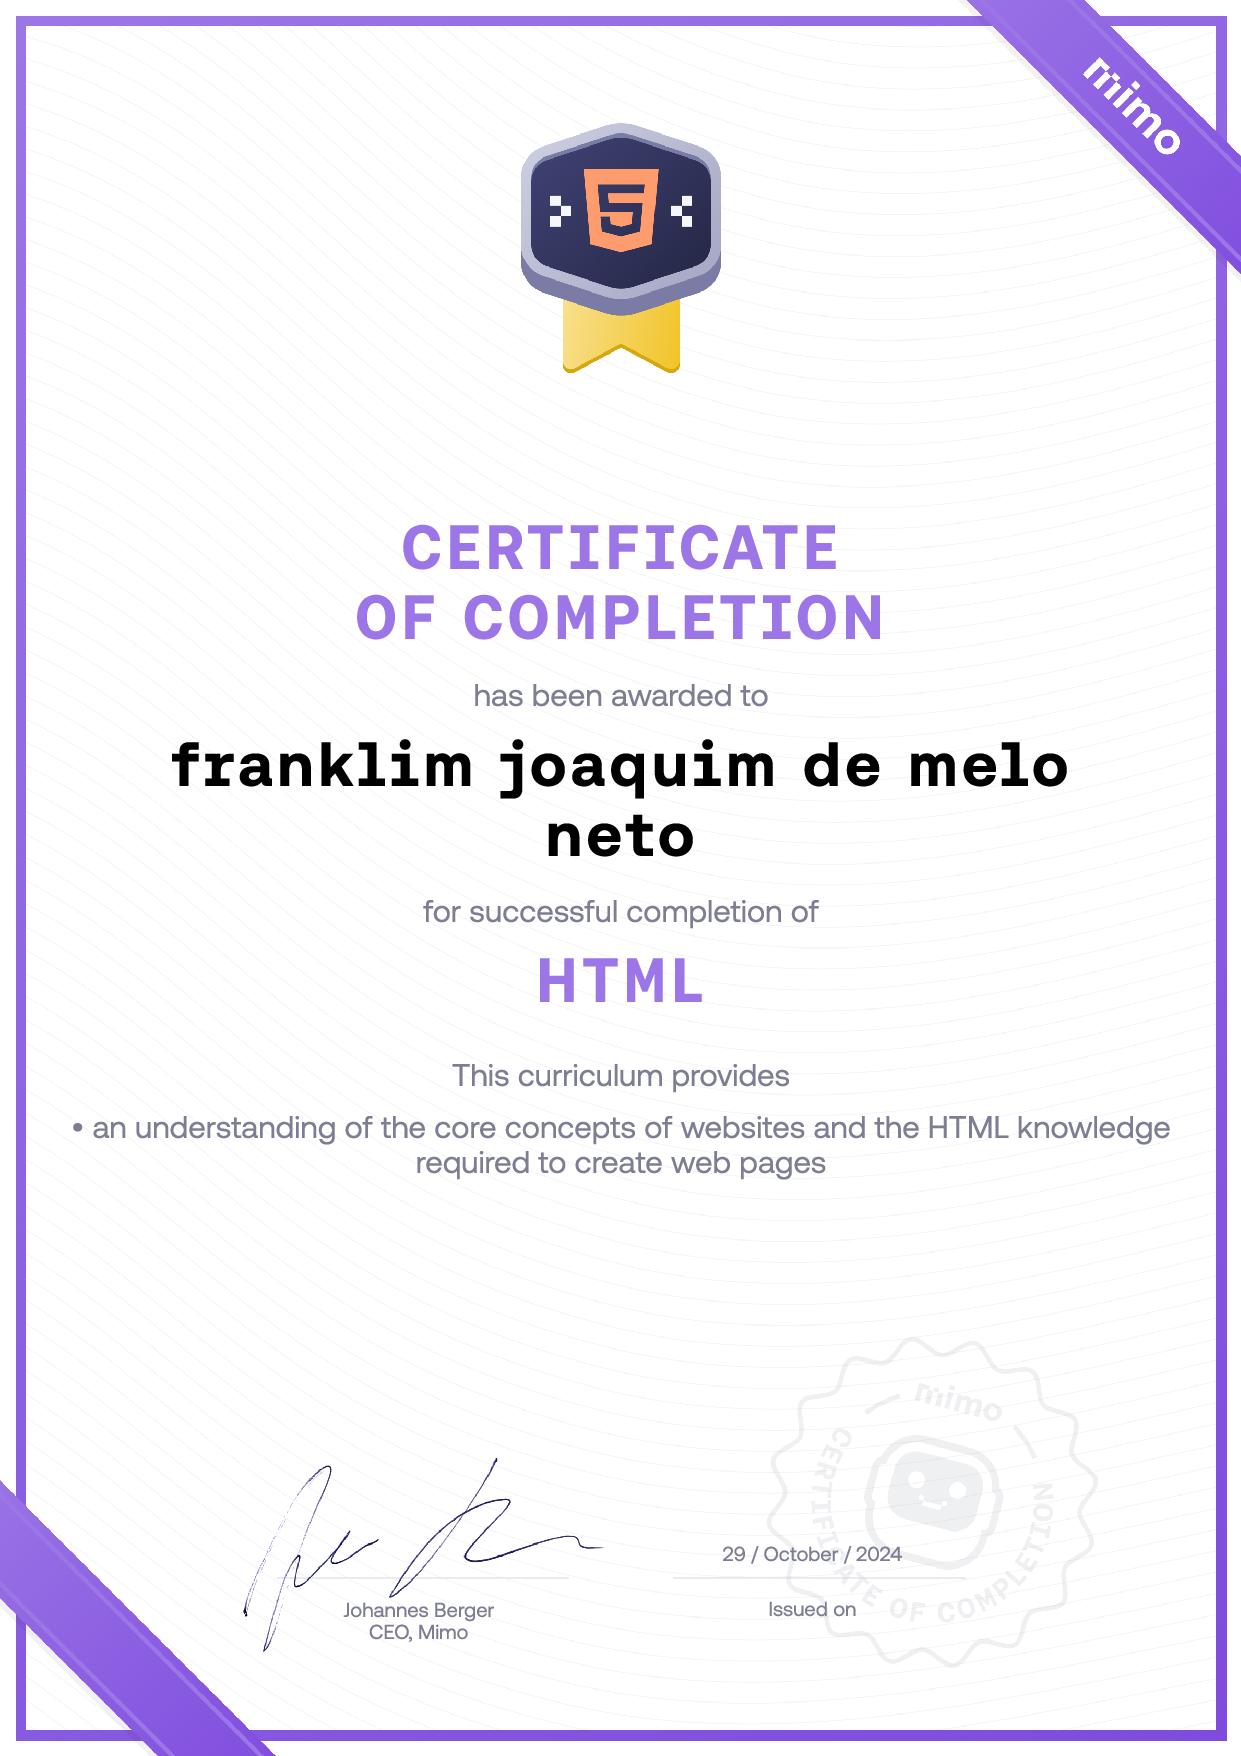 mimo
CERTIFICATE
OF COMPLETION
has been awarded to
franklim joaquim de melo
neto
for successful completion of
HTML
This curriculum provides
• an understanding of the core concepts of websites and the HTML knowledge
required to create web pages
mimo
CERTIFICATE OF COMPLETION
29 / October / 2024
Johannes Berger
CEO, Mimo
Issued on